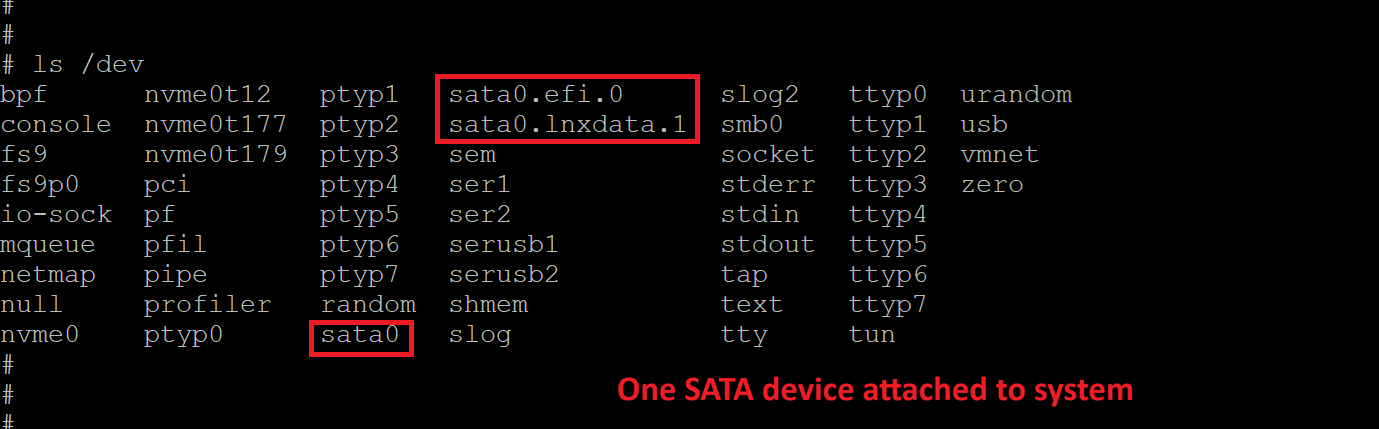 #
#
# ls /dev
bpf nvme0t12 ptyp1 sata0.efi.0 slog2 ttyp0 urandom
console nvme0t177 ptyp2 sata0.lnxdata.1 smb0 ttyp1 usb
fs9 nvme0t179 ptyp3 sem socket ttyp2 vmnet
fs9p0 pci ptyp4 ser1 stderr ttyp3 zero
io-sock pf ptyp5 ser2 stdin ttyp4
mqueue pfil ptyp6 serusb1 stdout ttyp5
netmap pipe ptyp7 serusb2 tap ttyp6
null profiler random shmem text ttyp7
nvme0 ptyp0 sata0 slog tty tun
#
#
One SATA device attached to system
#